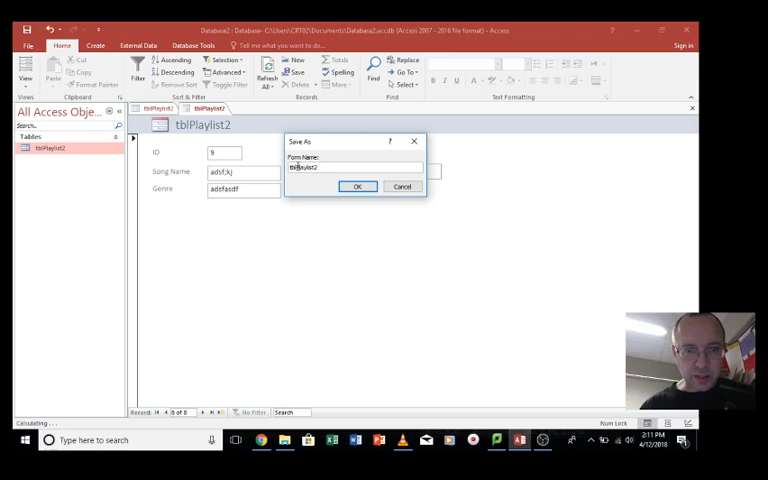 Database2 : Database- C:\Users\CRT02\Documents\Database2.accdb (Access 2007 - 2016 file format) - Access
File Home Create External Data Database Tools Tell me what you want to do... Sign in
View
Views
Paste
Cut
Copy
Format Painter
Clipboard
Filter
Ascending
Descending
Remove Sort
Selection
Advanced
Toggle Filter
Sort & Filter
Refresh All
New
Save
Delete
Totals
Spelling
More
Records
Find
Replace
Go To
Select
Find
B I U A
Text Formatting
All Access Obje...
Search...
Tables
tblPlaylist2
tblPlaylist2 tblPlaylist2
tblPlaylist2
ID 9
Song Name adsf;kj
Genre adsfasdf
Save As ?
Form Name:
tblPlaylist2
OK Cancel
Record: 8 of 8 No Filter Search
Calculating . . . Num Lock
Type here to search
2:11 PM
4/12/2018